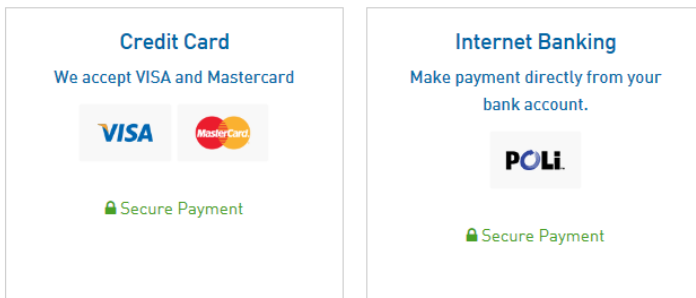 Credit Card
We accept VISA and Mastercard
VISA
MasterCard.
Secure Payment
Internet Banking
Make payment directly from your
bank account.
POLi.
Secure Payment